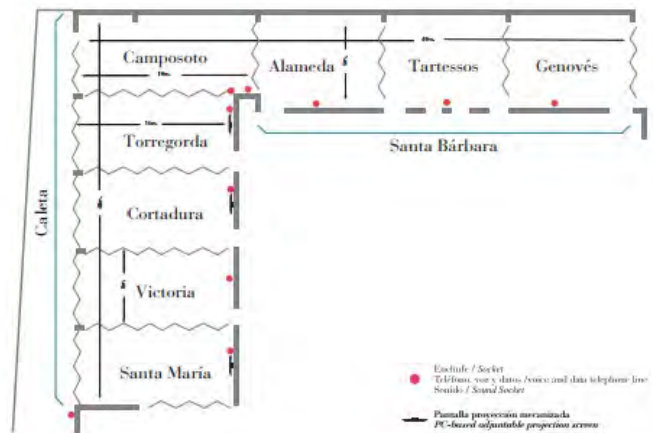 Camposoto
Alameda
Tartessos
Genovés
Torregorda
Santa Bárbara
Caleta
Cortadura
Victoria
Santa María
Enchufe / Socket
Teléfono, voz y datos /voice and data telephone line
Sonido / Sound Socket
Pantalla proyección mecanizada
PC-based adjustable projection screen